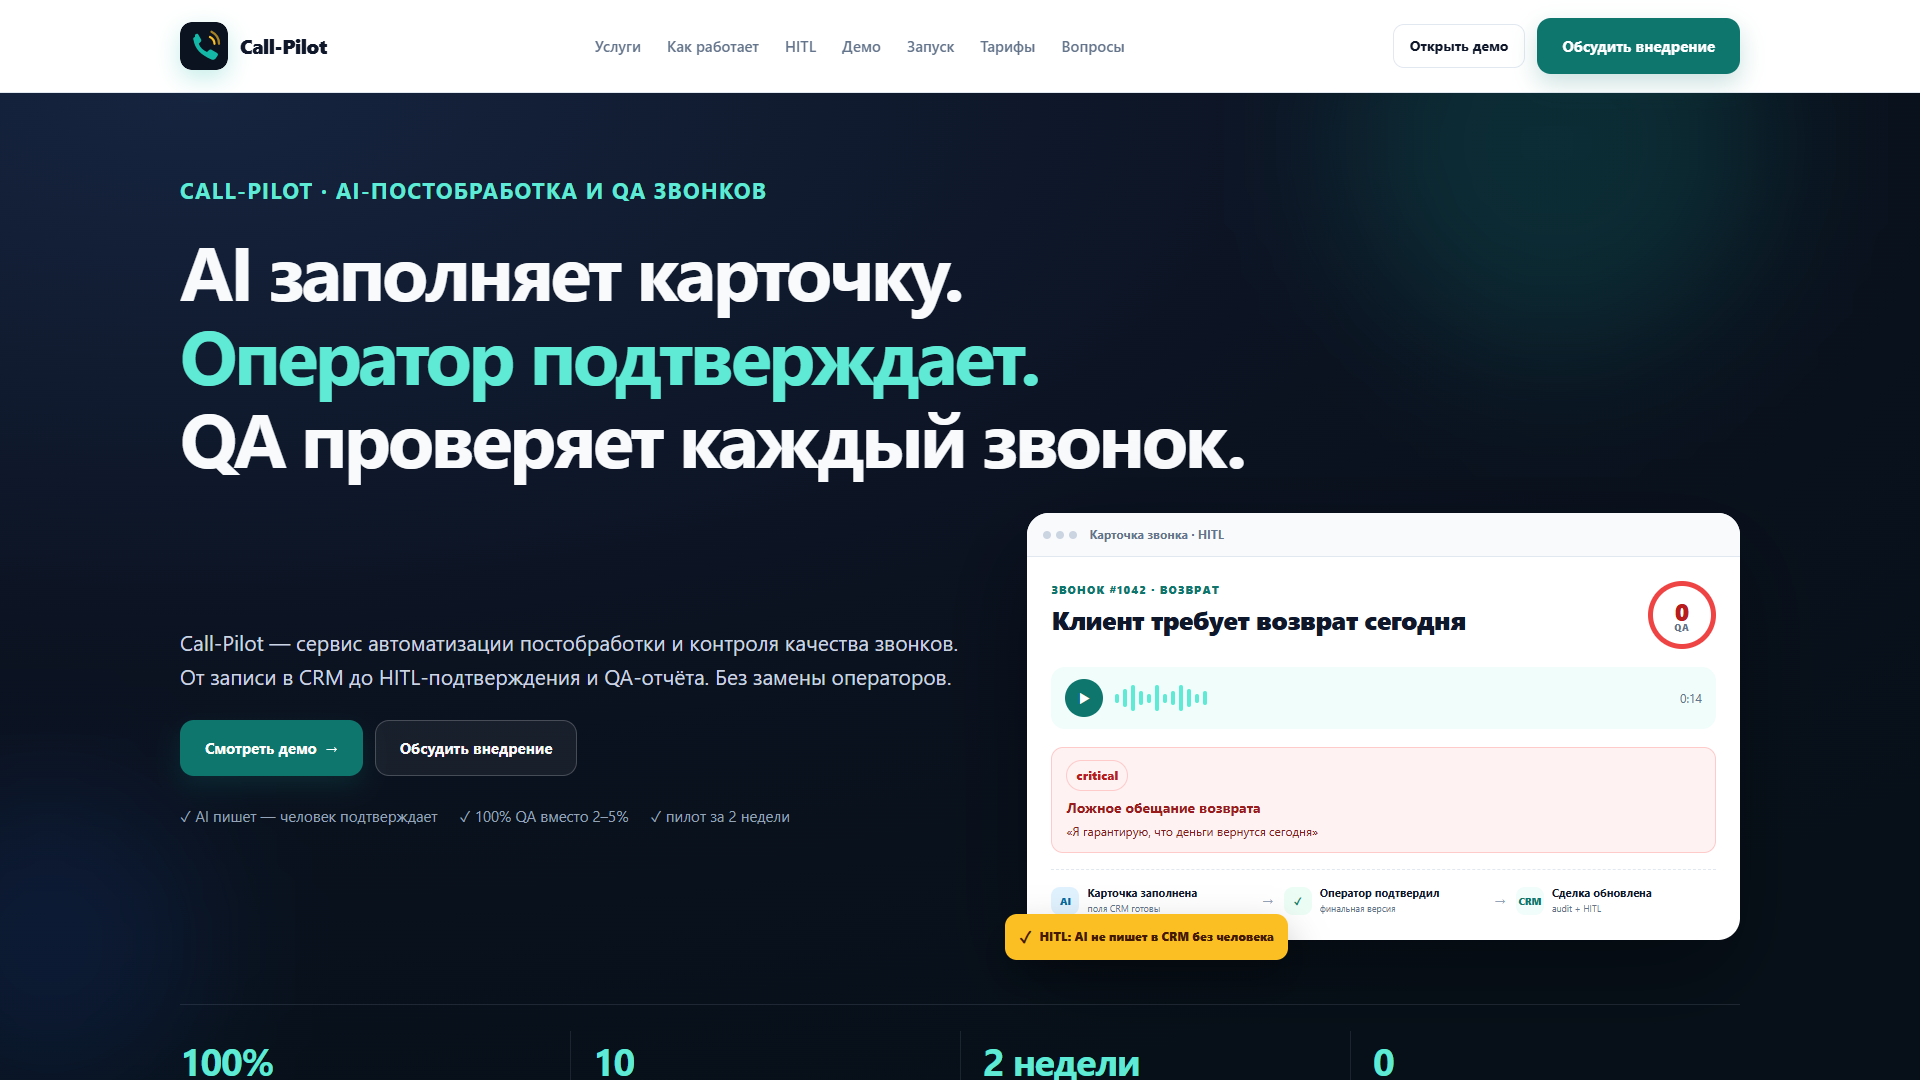 Call-Pilot
Услуги
Как работает
HITL
Демо
Запуск
Тарифы
Вопросы
Открыть демо
Обсудить внедрение
CALL-PILOT · AI-ПОСТОБРАБОТКА И QA ЗВОНКОВ
AI заполняет карточку.
Оператор подтверждает.
QA проверяет каждый звонок.
Call-Pilot — сервис автоматизации постобработки и контроля качества звонков.
От записи в CRM до HITL-подтверждения и QA-отчёта. Без замены операторов.
Смотреть демо →
Обсудить внедрение
✓ AI пишет — человек подтверждает
✓ 100% QA вместо 2–5%
✓ пилот за 2 недели
Карточка звонка · HITL
ЗВОНОК #1042 · ВОЗВРАТ
Клиент требует возврат сегодня
0
QA
0:14
critical
Ложное обещание возврата
«Я гарантирую, что деньги вернутся сегодня»
AI
Карточка заполнена
поля CRM готовы
→
✓
Оператор подтвердил
финальная версия
→
CRM
Сделка обновлена
audit + HITL
✓ HITL: AI не пишет в CRM без человека
100%
10
2 недели
0